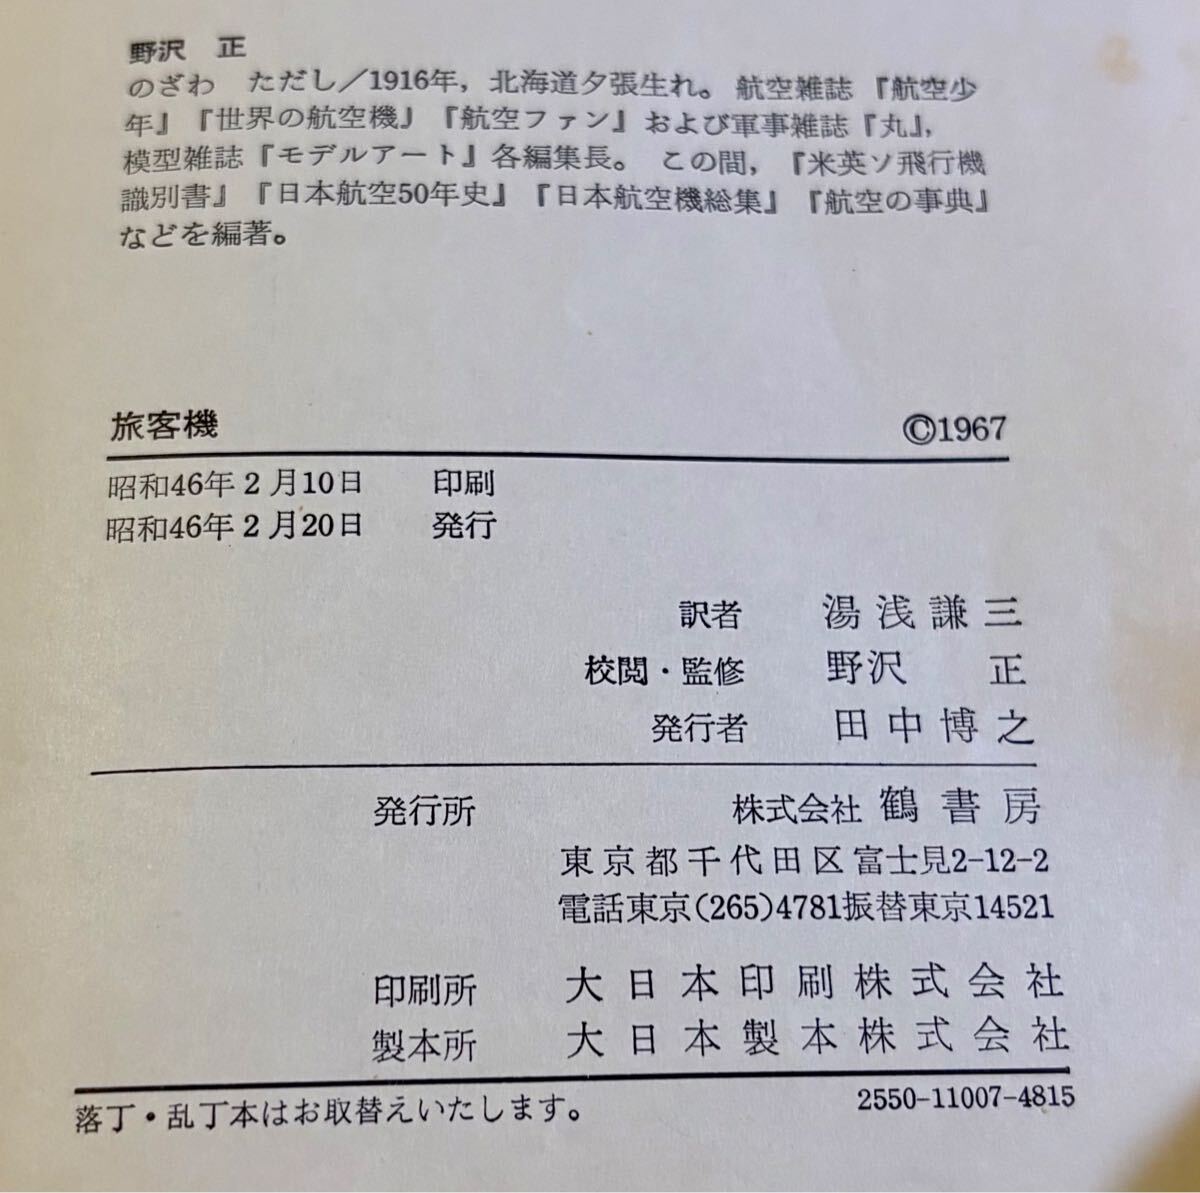 野沢 正
のざわ ただし／1916年，北海道夕張生れ。 航空雑誌『航空少
年』『世界の航空機』『航空ファン』および軍事雑誌『丸』，
模型雑誌『モデルアート』各編集長。 この間，『米英ソ飛行機
識別書』『日本航空50年史』『日本航空機総集』『航空の事典』
などを編著。
旅客機 ©1967
昭和46年2月10日 印刷
昭和46年2月20日 発行
訳者 湯浅謙三
校閲・監修 野沢 正
発行者 田中博之
発行所 株式会社 鶴書房
東京都千代田区富士見2-12-2
電話東京(265)4781振替東京14521
印刷所 大日本印刷株式会社
製本所 大日本製本株式会社
落丁・乱丁本はお取替えいたします。 2550-11007-4815